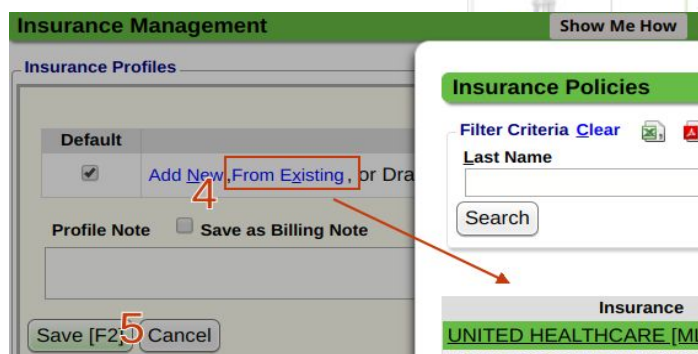 Insurance Management
Show Me How
Insurance Profiles
Default
Add New ,From Existing , or Dra
4
Profile Note Save as Billing Note
Save [F2] 5 Cancel
Insurance Policies
Filter Criteria Clear
Last Name
Search
Insurance
UNITED HEALTHCARE [MI